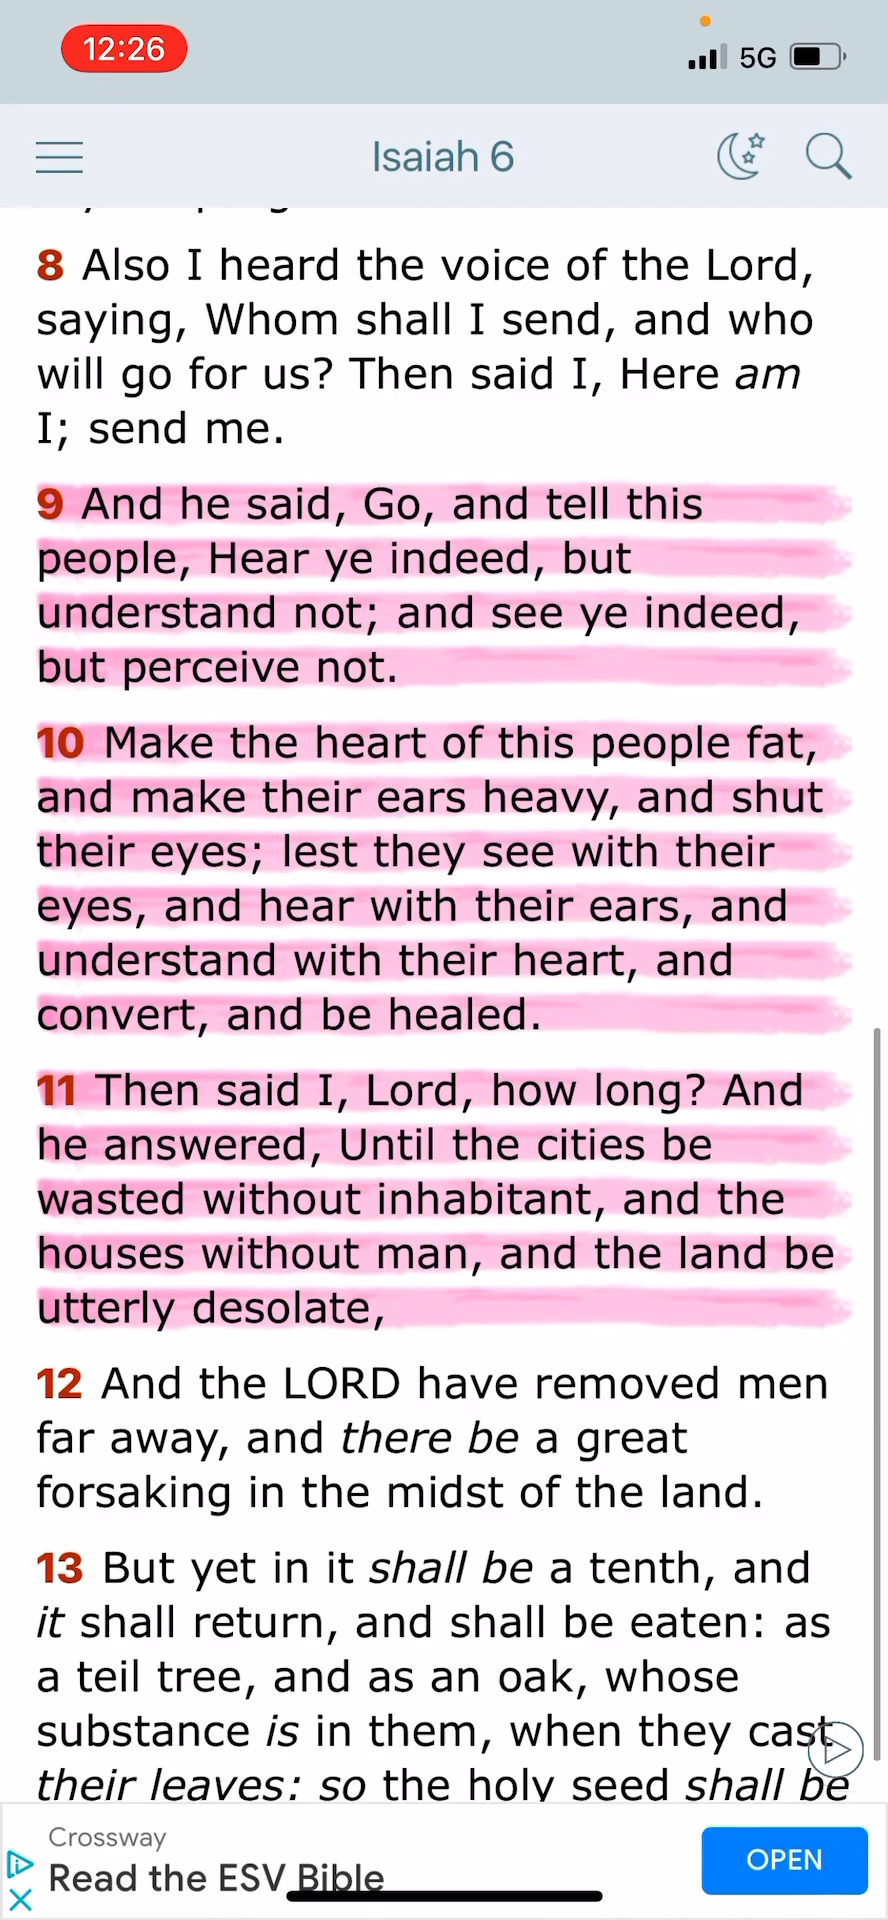 12:26
5G
Isaiah 6
8 Also I heard the voice of the Lord,
saying, Whom shall I send, and who
will go for us? Then said I, Here am
I; send me.
9 And he said, Go, and tell this
people, Hear ye indeed, but
understand not; and see ye indeed,
but perceive not.
10 Make the heart of this people fat,
and make their ears heavy, and shut
their eyes; lest they see with their
eyes, and hear with their ears, and
understand with their heart, and
convert, and be healed.
11 Then said I, Lord, how long? And
he answered, Until the cities be
wasted without inhabitant, and the
houses without man, and the land be
utterly desolate,
12 And the LORD have removed men
far away, and there be a great
forsaking in the midst of the land.
13 But yet in it shall be a tenth, and
it shall return, and shall be eaten: as
a teil tree, and as an oak, whose
substance is in them, when they cast
their leaves: so the holy seed shall be
Crossway
Read the ESV Bible
OPEN